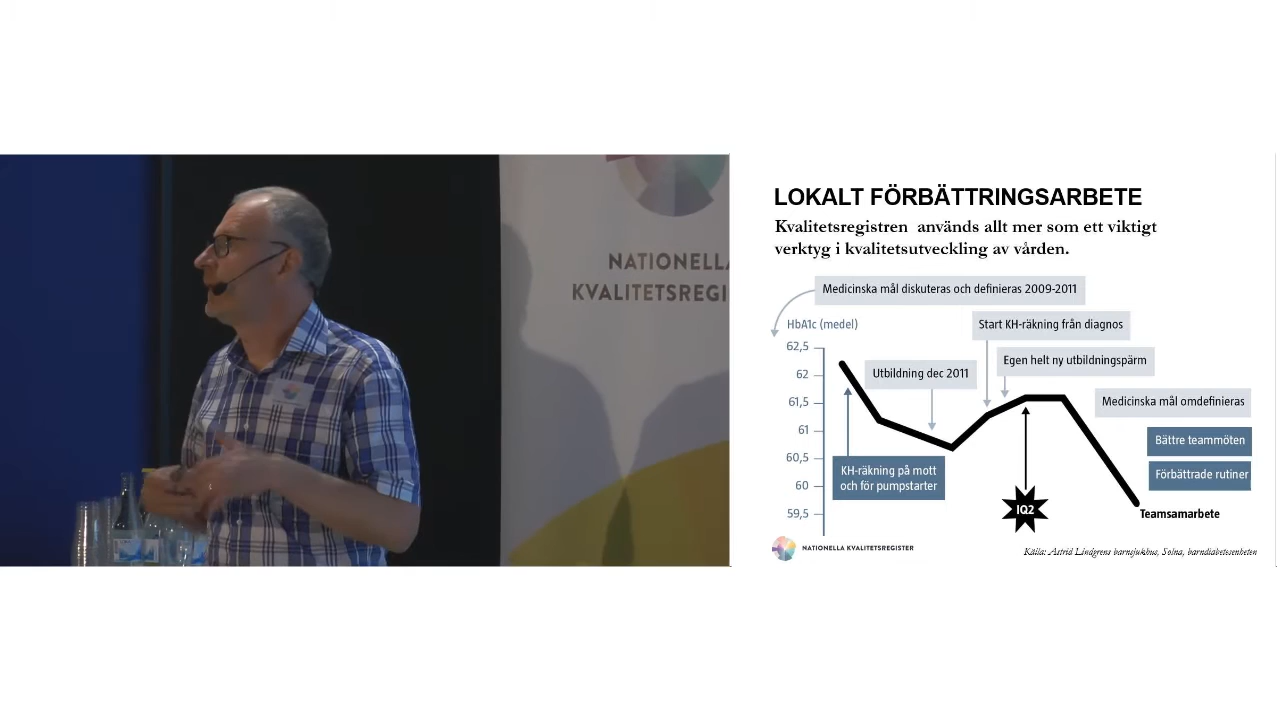 NATIONELLA
KVALITETSREGI
LOKALT FÖRBÄTTRINGSARBETE
Kvalitetsregistren används allt mer som ett viktigt
verktyg i kvalitetsutveckling av vården.
Medicinska mål diskuteras och definieras 2009-2011
HbA1c (medel)
Start KH-räkning från diagnos
62,5
Egen helt ny utbildningspärm
62
Utbildning dec 2011
61,5
Medicinska mål omdefinieras
61
Bättre teammöten
60,5
KH-räkning på mott
och för pumpstarter
Förbättrade rutiner
60
IQ2
59,5
Teamsamarbete
NATIONELLA KVALITETSREGISTER
Källa: Astrid Lindgrens barnsjukhus, Solna, barndiabetesenheten